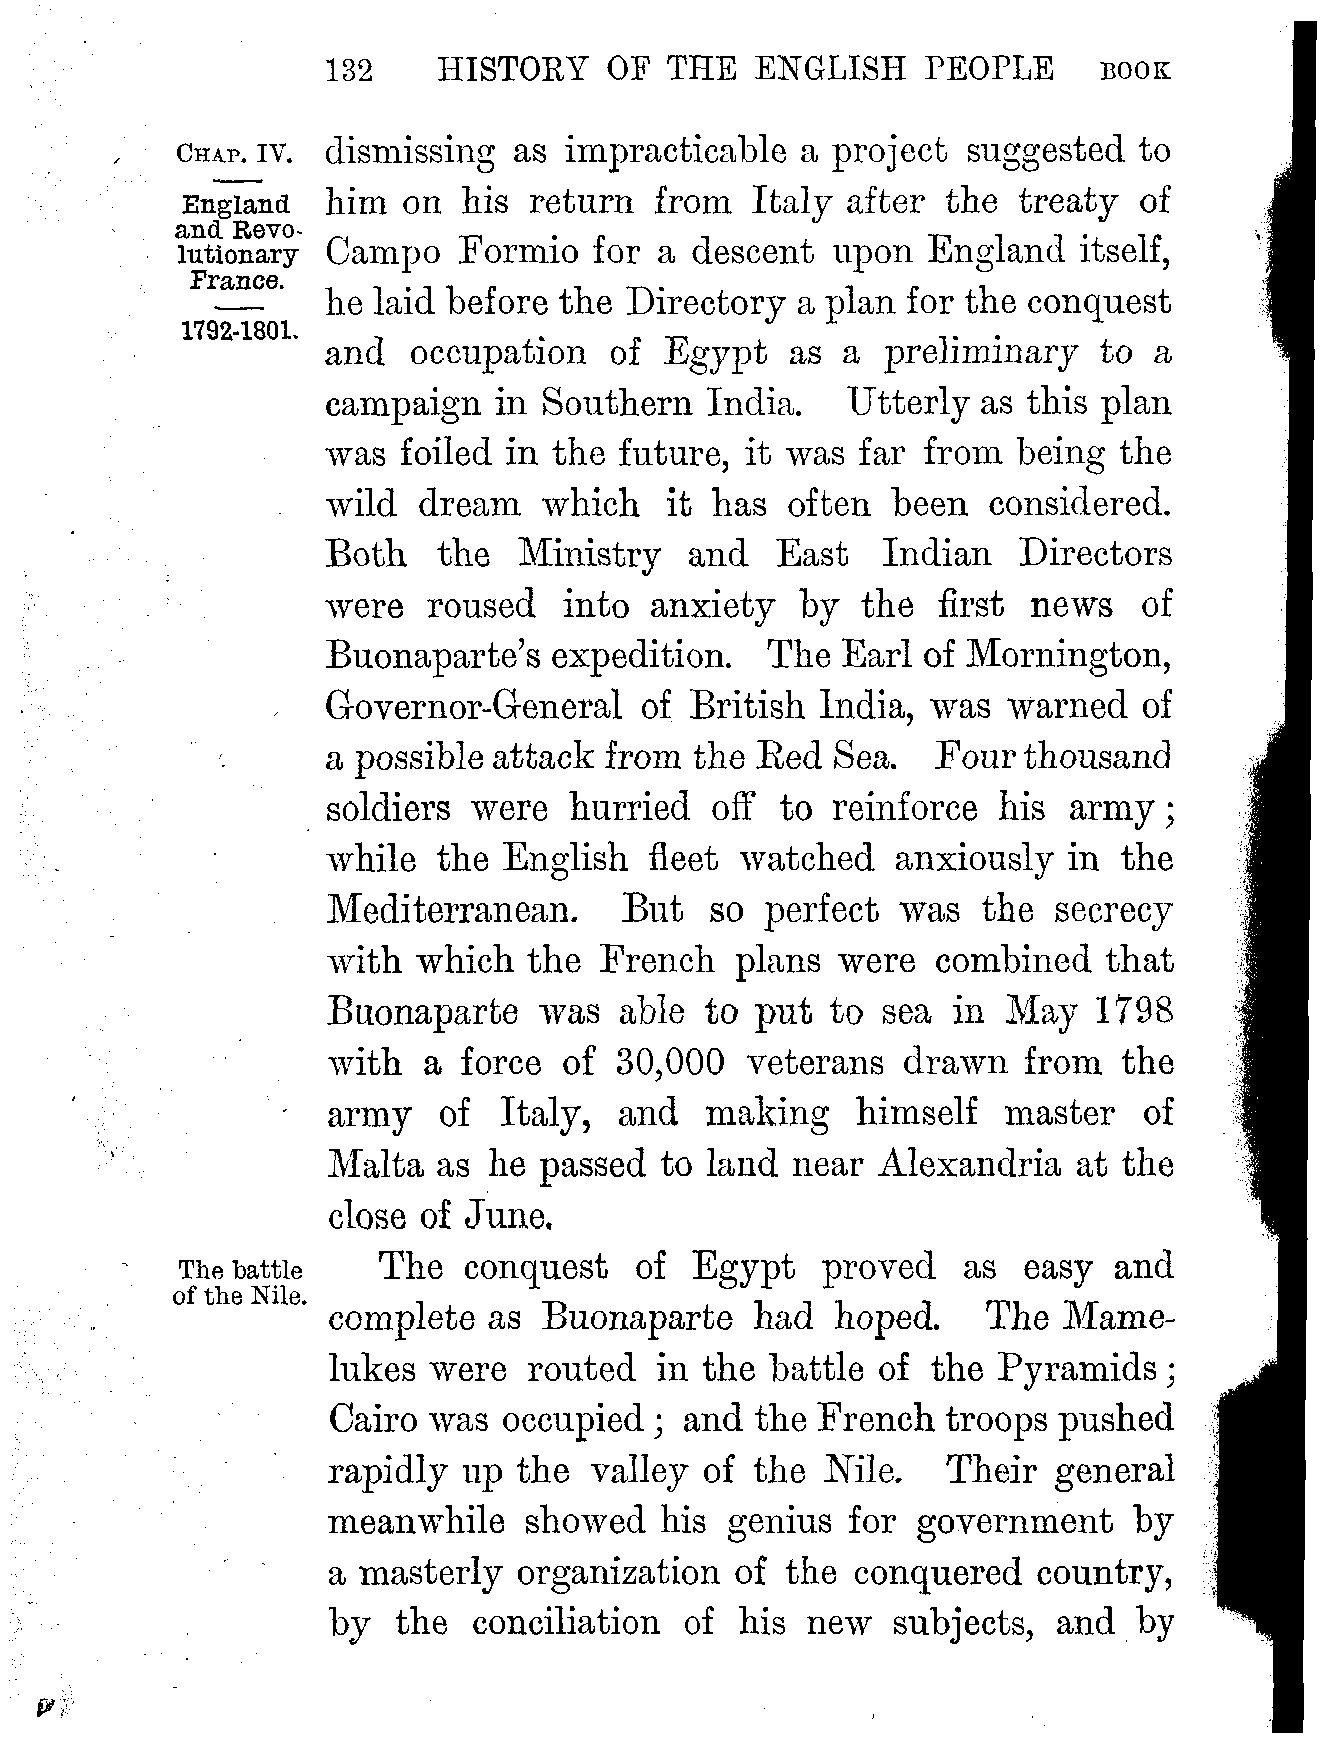 132 HISTORY OF THE ENGLISH PEOPLE BOOK
CHAP. IV.
England
and Revo-
lutionary
France.
1792-1801.
dismissing as impracticable a project suggested to
him on his return from Italy after the treaty of
Campo Formio for a descent upon England itself,
he laid before the Directory a plan for the conquest
and occupation of Egypt as a preliminary to a
campaign in Southern India. Utterly as this plan
was foiled in the future, it was far from being the
wild dream which it has often been considered.
Both the Ministry and East Indian Directors
were roused into anxiety by the first news of
Buonaparte's expedition. The Earl of Mornington,
Governor-General of British India, was warned of
a possible attack from the Red Sea. Four thousand
soldiers were hurried off to reinforce his army;
while the English fleet watched anxiously in the
Mediterranean. But so perfect was the secrecy
with which the French plans were combined that
Buonaparte was able to put to sea in May 1798
with a force of 30,000 veterans drawn from the
army of Italy, and making himself master of
Malta as he passed to land near Alexandria at the
close of June.
The battle
of the Nile.
The conquest of Egypt proved as easy and
complete as Buonaparte had hoped. The Mame-
lukes were routed in the battle of the Pyramids;
Cairo was occupied; and the French troops pushed
rapidly up the valley of the Nile. Their general
meanwhile showed his genius for government by
a masterly organization of the conquered country,
by the conciliation of his new subjects, and by